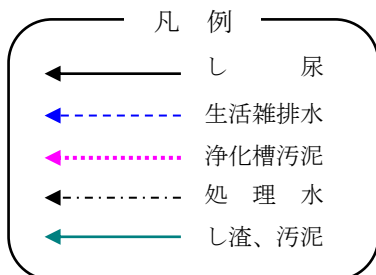 凡　例
し　　　尿
生活雑排水
浄化槽汚泥
処　理　水
し渣、汚泥